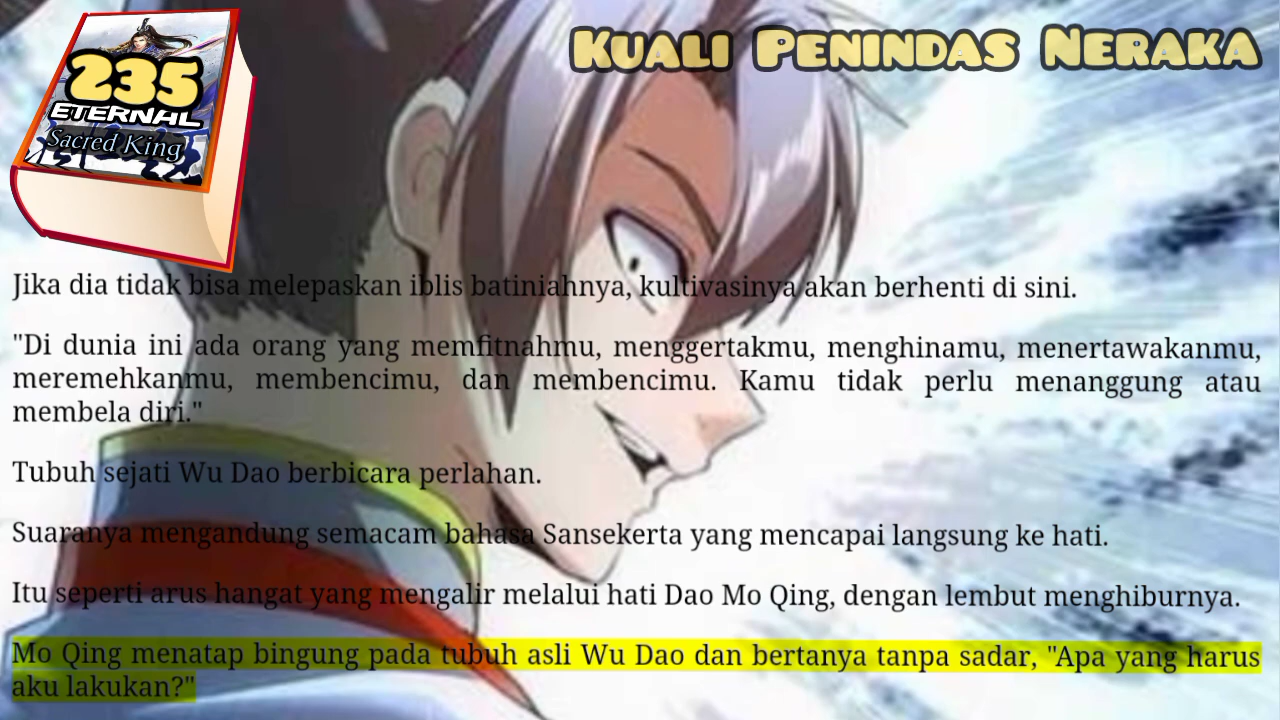 235
ETERNAL
Sacred King
Kuali Penindas Neraka
Jika dia tidak bisa melepaskan iblis batiniahnya, kultivasinya akan berhenti di sini.
"Di dunia ini ada orang yang memfitnahmu, menggertakmu, menghinamu, menertawakanmu,
meremehkanmu, membencimu, dan membencimu. Kamu tidak perlu menanggung atau
membela diri."
Tubuh sejati Wu Dao berbicara perlahan.
Suaranya mengandung semacam bahasa Sansekerta yang mencapai langsung ke hati.
Itu seperti arus hangat yang mengalir melalui hati Dao Mo Qing, dengan lembut menghiburnya.
Mo Qing menatap bingung pada tubuh asli Wu Dao dan bertanya tanpa sadar, "Apa yang harus
aku lakukan?"